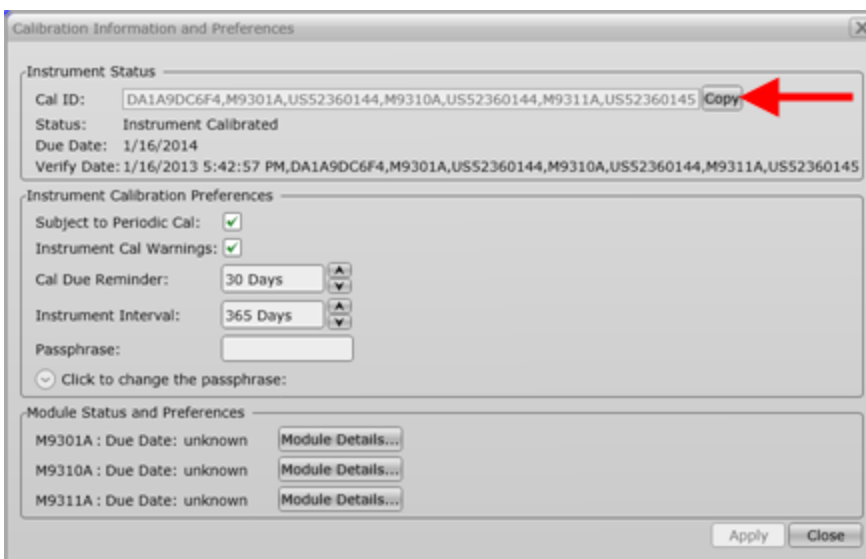 Calibration Information and Preferences
Instrument Status
Cal ID: DA1A9DC6F4,M9301A,US52360144,M9310A,US52360144,M9311A,US52360145 Copy
Status: Instrument Calibrated
Due Date: 1/16/2014
Verify Date: 1/16/2013 5:42:57 PM,DA1A9DC6F4,M9301A,US52360144,M9310A,US52360144,M9311A,US52360145
Instrument Calibration Preferences
Subject to Periodic Cal:
Instrument Cal Warnings:
Cal Due Reminder: 30 Days
Instrument Interval: 365 Days
Passphrase:
Click to change the passphrase:
Module Status and Preferences
M9301A : Due Date: unknown Module Details...
M9310A : Due Date: unknown Module Details...
M9311A : Due Date: unknown Module Details...
Apply Close